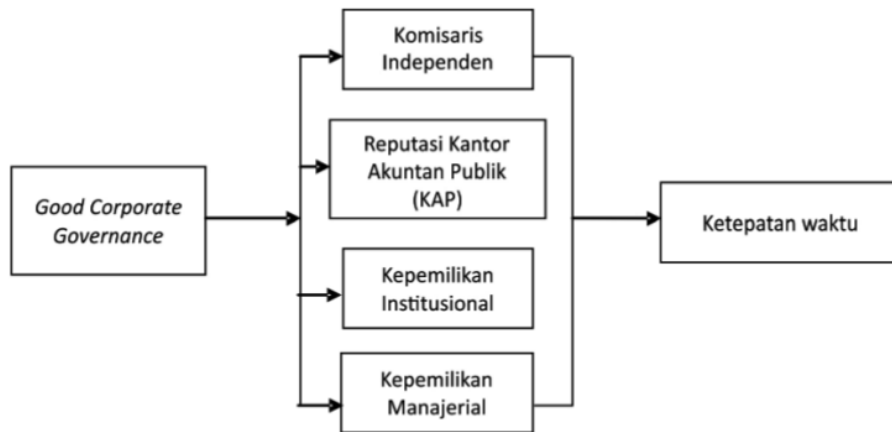 Komisaris
Independen
Reputasi Kantor
Akuntan Publik
(KAP)
Good Corporate
Governance
Ketepatan waktu
Kepemilikan
Institusional
Kepemilikan
Manajerial